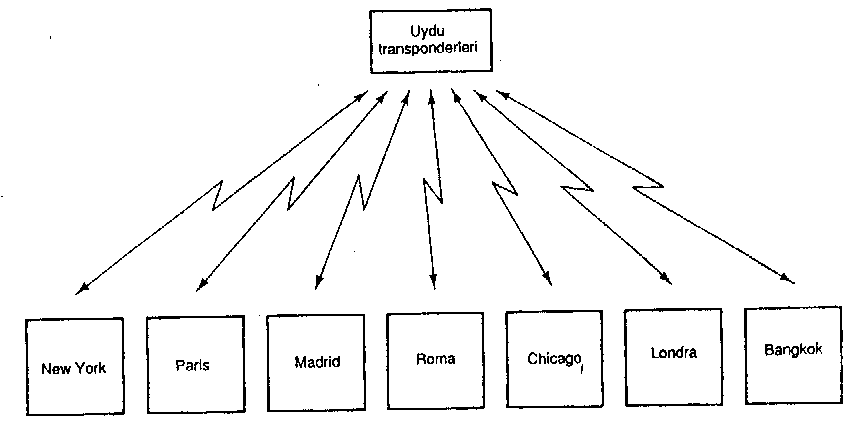 Uydu
transponderleri
New York
Paris
Madrid
Roma
Chicago
Londra
Bangkok